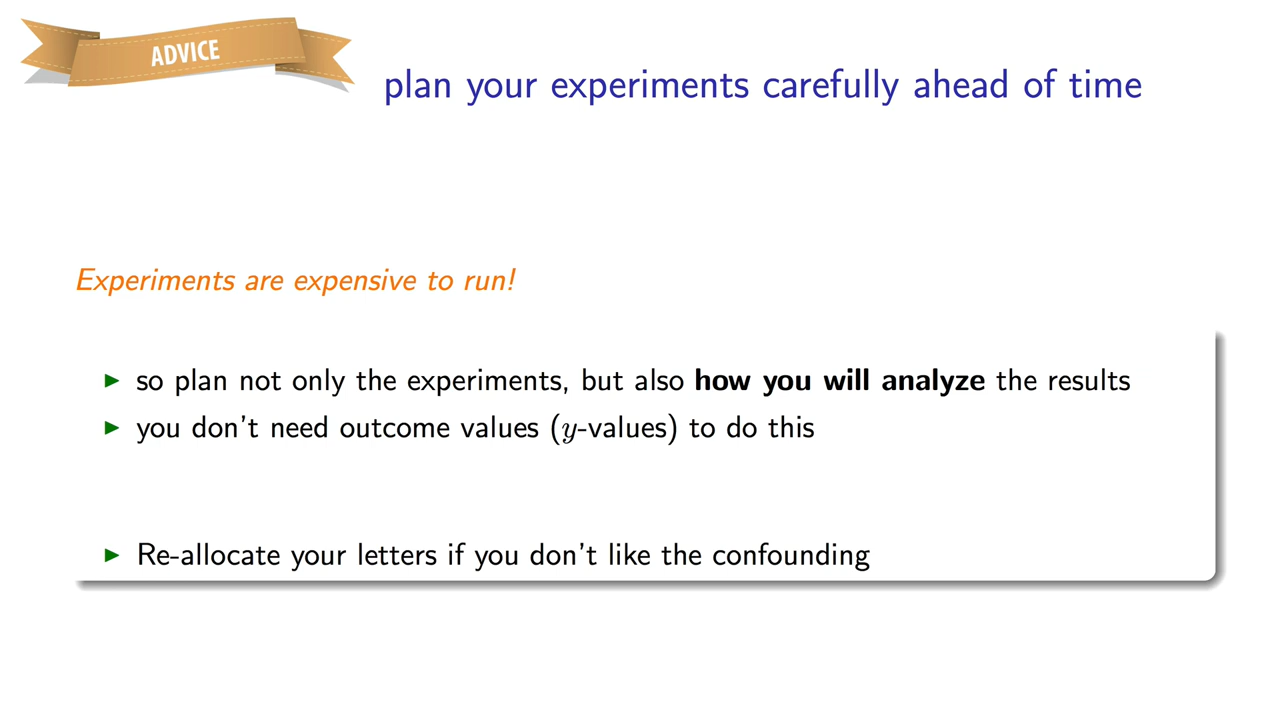 ADVICE
plan your experiments carefully ahead of time
Experiments are expensive to run!
so plan not only the experiments, but also how you will analyze the results
you don't need outcome values (y-values) to do this
Re-allocate your letters if you don't like the confounding